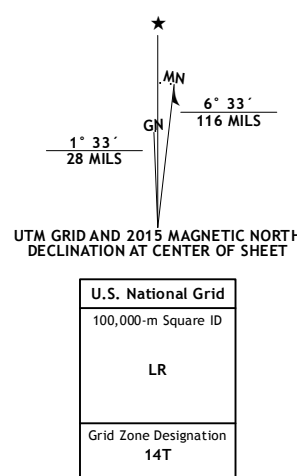 MN
GN
6° 33´
116 MILS
1° 33´
28 MILS
UTM GRID AND 2015 MAGNETIC NORTH
DECLINATION AT CENTER OF SHEET
U.S. National Grid
100,000-m Square ID
LR
Grid Zone Designation
14T